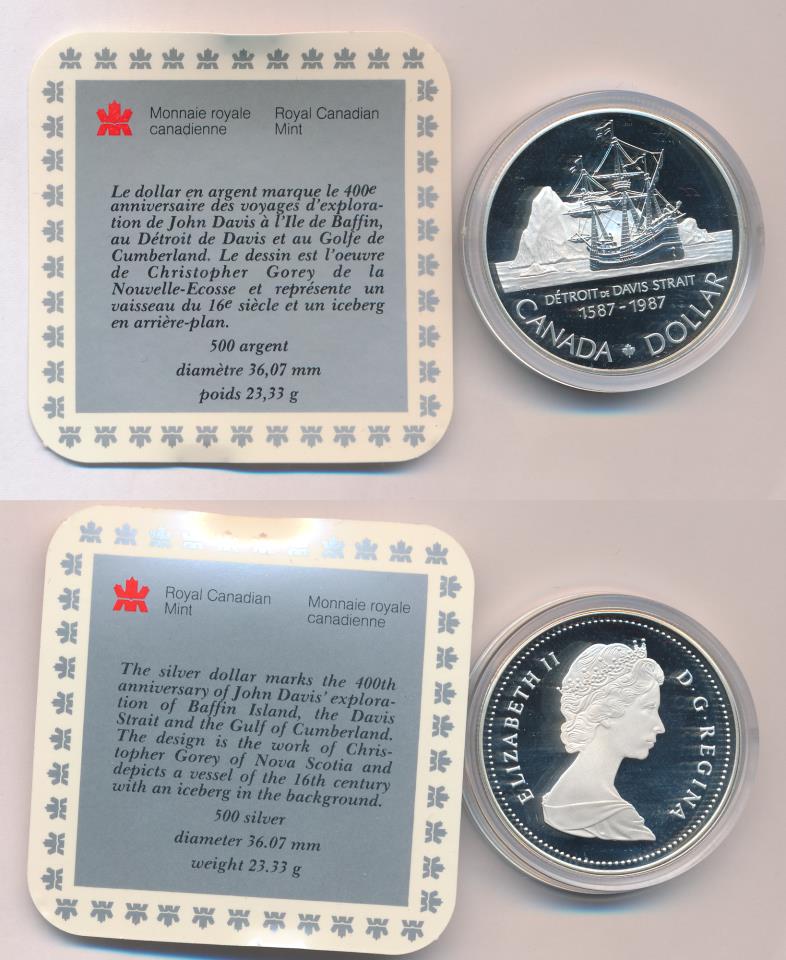 Monnaie royale canadienne
Royal Canadian Mint
Le dollar en argent marque le 400e
anniversaire des voyages d'explora-
tion de John Davis à l'Ile de Baffin,
au Détroit de Davis et au Golfe de
Cumberland. Le dessin est l'oeuvre
de Christopher Gorey de la
Nouvelle-Ecosse et représente un
vaisseau du 16e siècle et un iceberg
en arrière-plan.
500 argent
diamètre 36,07 mm
poids 23,33 g
DÉTROIT DE DAVIS STRAIT
1587-1987
CANADA DOLLAR
Royal Canadian Mint
Monnaie royale canadienne
The silver dollar marks the 400th
anniversary of John Davis' explora-
tion of Baffin Island, the Davis
Strait and the Gulf of Cumberland.
The design is the work of Chris-
topher Gorey of Nova Scotia and
depicts a vessel of the 16th century
with an iceberg in the background.
500 silver
diameter 36.07 mm
weight 23.33 g
ELIZABETH II
D·G·REGINA